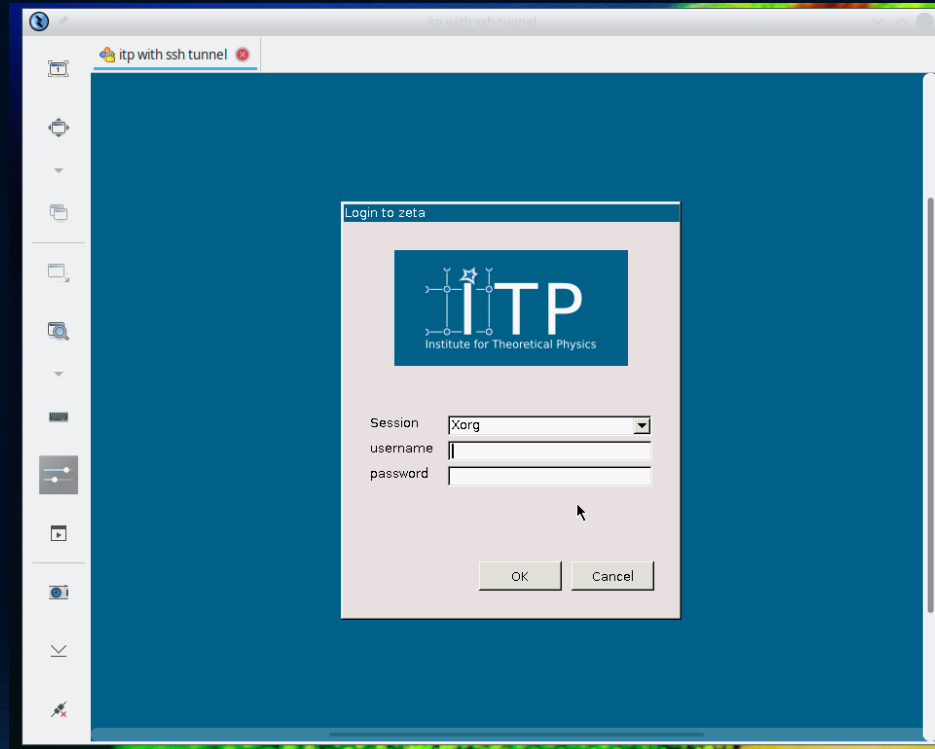 itp with ssh tunnel
itp with ssh tunnel
Login to zeta
ITP
Institute for Theoretical Physics
Session Xorg
username
password
OK Cancel